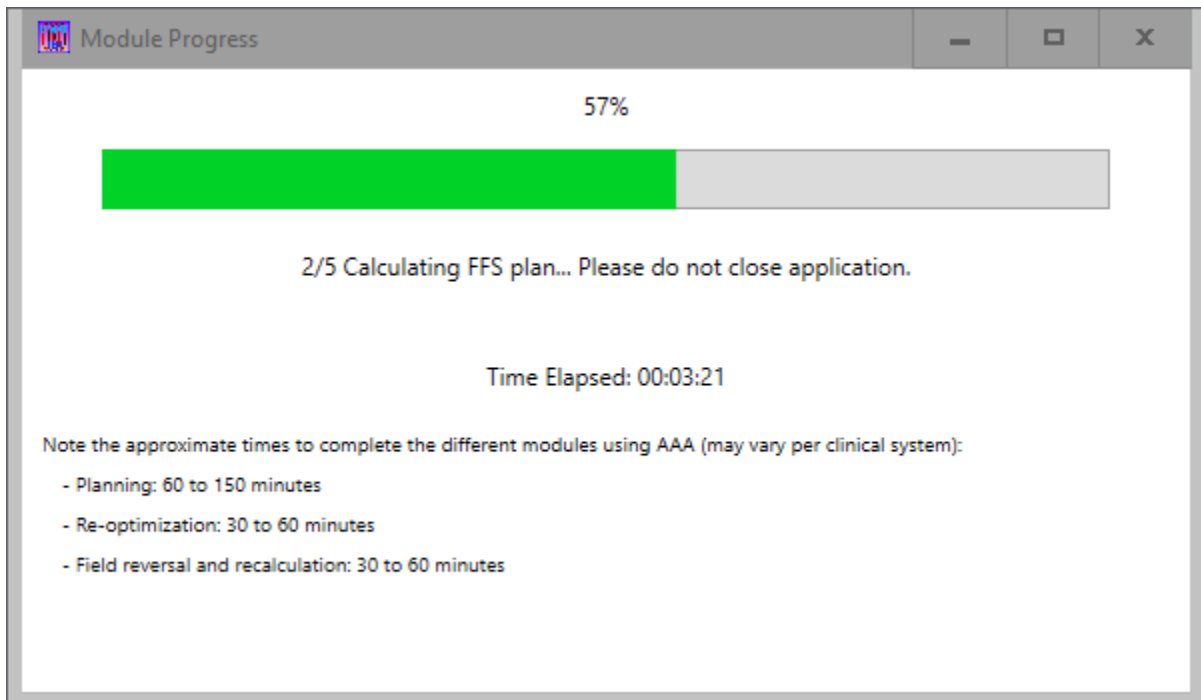 Module Progress
57%
2/5 Calculating FFS plan... Please do not close application.
Time Elapsed: 00:03:21
Note the approximate times to complete the different modules using AAA (may vary per clinical system):
- Planning: 60 to 150 minutes
- Re-optimization: 30 to 60 minutes
- Field reversal and recalculation: 30 to 60 minutes